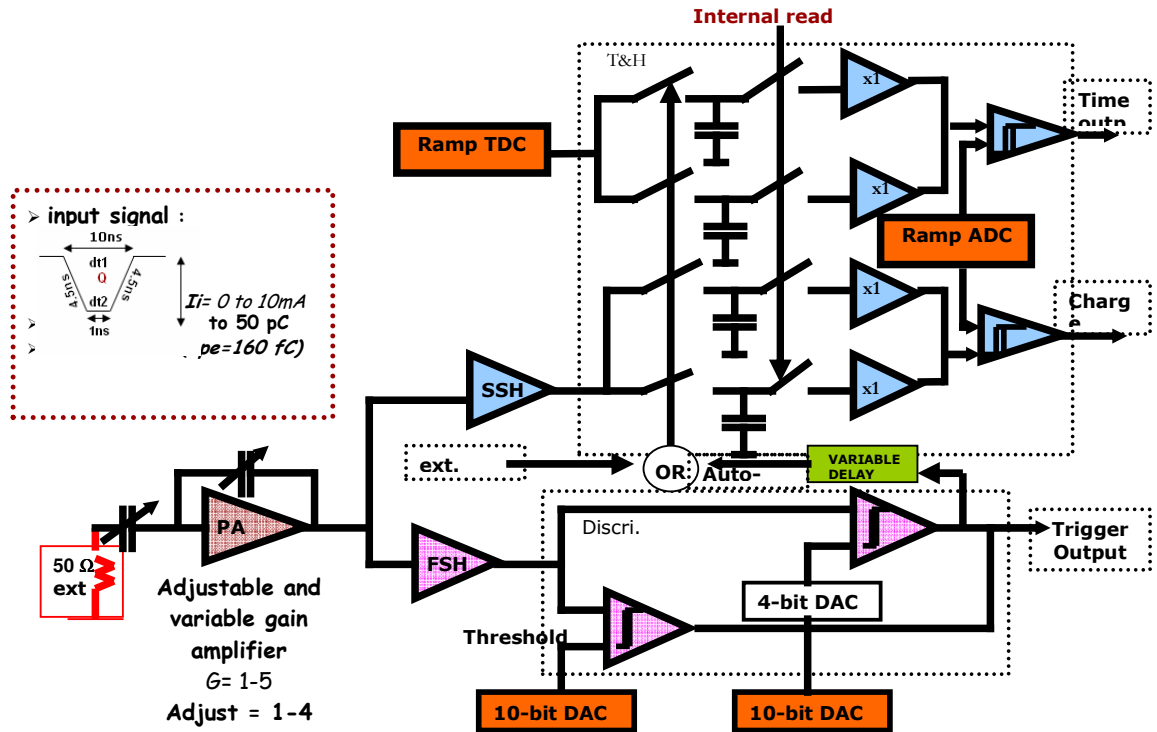 Internal read
T&H
x1
Time
Ramp TDC
x1
Ramp ADC
➢ input signal :
10ns
dt1
Q
4.5ns
4.5ns
dt2
1ns
Ii= 0 to 10mA
to 50 pC
pe=160 fC)
x1
Charg
SSH
x1
ext.
OR
Auto-
VARIABLE
DELAY
PA
Discri.
FSH
Trigger
Output
50 Ω
ext
4-bit DAC
Threshold
Adjustable and
variable gain
amplifier
G= 1-5
Adjust = 1-4
10-bit DAC
10-bit DAC